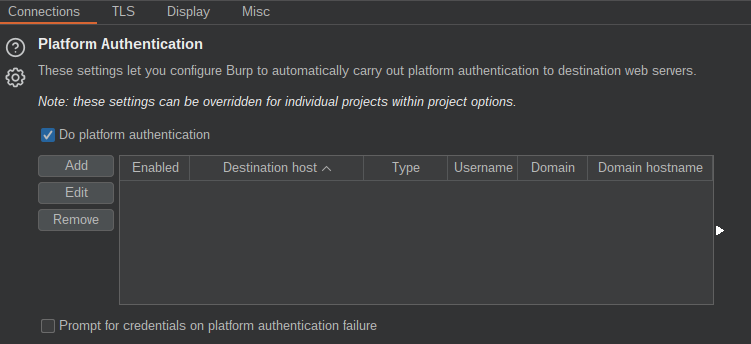 Connections TLS Display Misc
Platform Authentication
These settings let you configure Burp to automatically carry out platform authentication to destination web servers.
Note: these settings can be overridden for individual projects within project options.
Do platform authentication
Add
Edit
Remove
Enabled Destination host Type Username Domain Domain hostname
Prompt for credentials on platform authentication failure